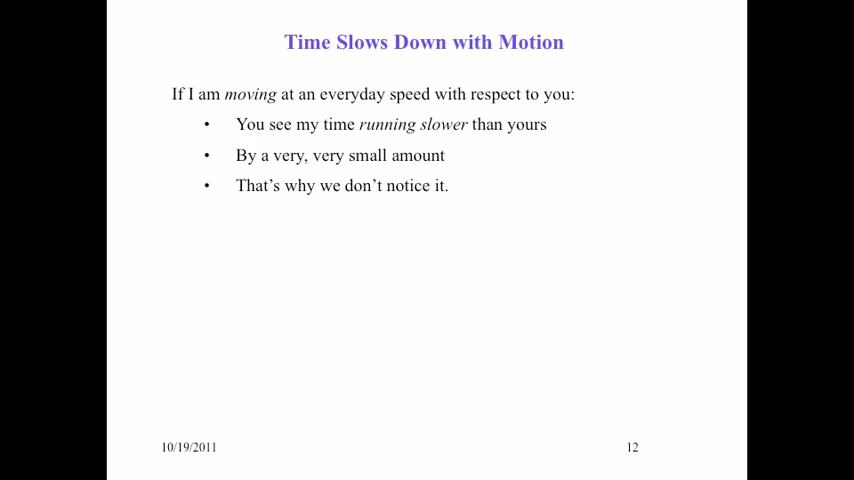 Time Slows Down with Motion
If I am moving at an everyday speed with respect to you:
• You see my time running slower than yours
• By a very, very small amount
• That’s why we don’t notice it.
10/19/2011
12